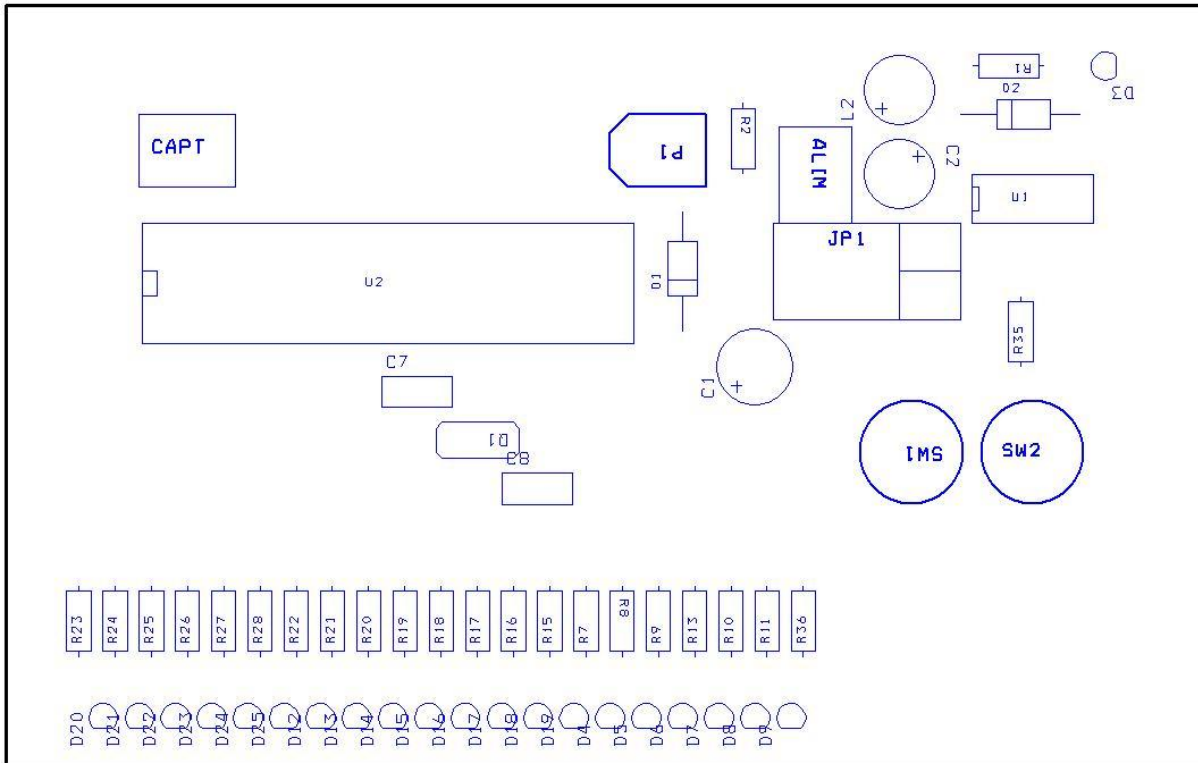 R1
D3
D2
L2
C2
CAPT
P1
R2
ALIM
U1
JP1
U2
D1
R35
C7
C1
D1
C8
SW1
SW2
R23 R24 R25 R26 R27 R28 R22 R21 R20 R19 R18 R17 R16 R15 R7 R8 R9 R13 R10 R11 R36
D20 D21 D22 D23 D24 D25 D12 D13 D14 D15 D16 D17 D18 D19 D4 D5 D6 D7 D8 D9